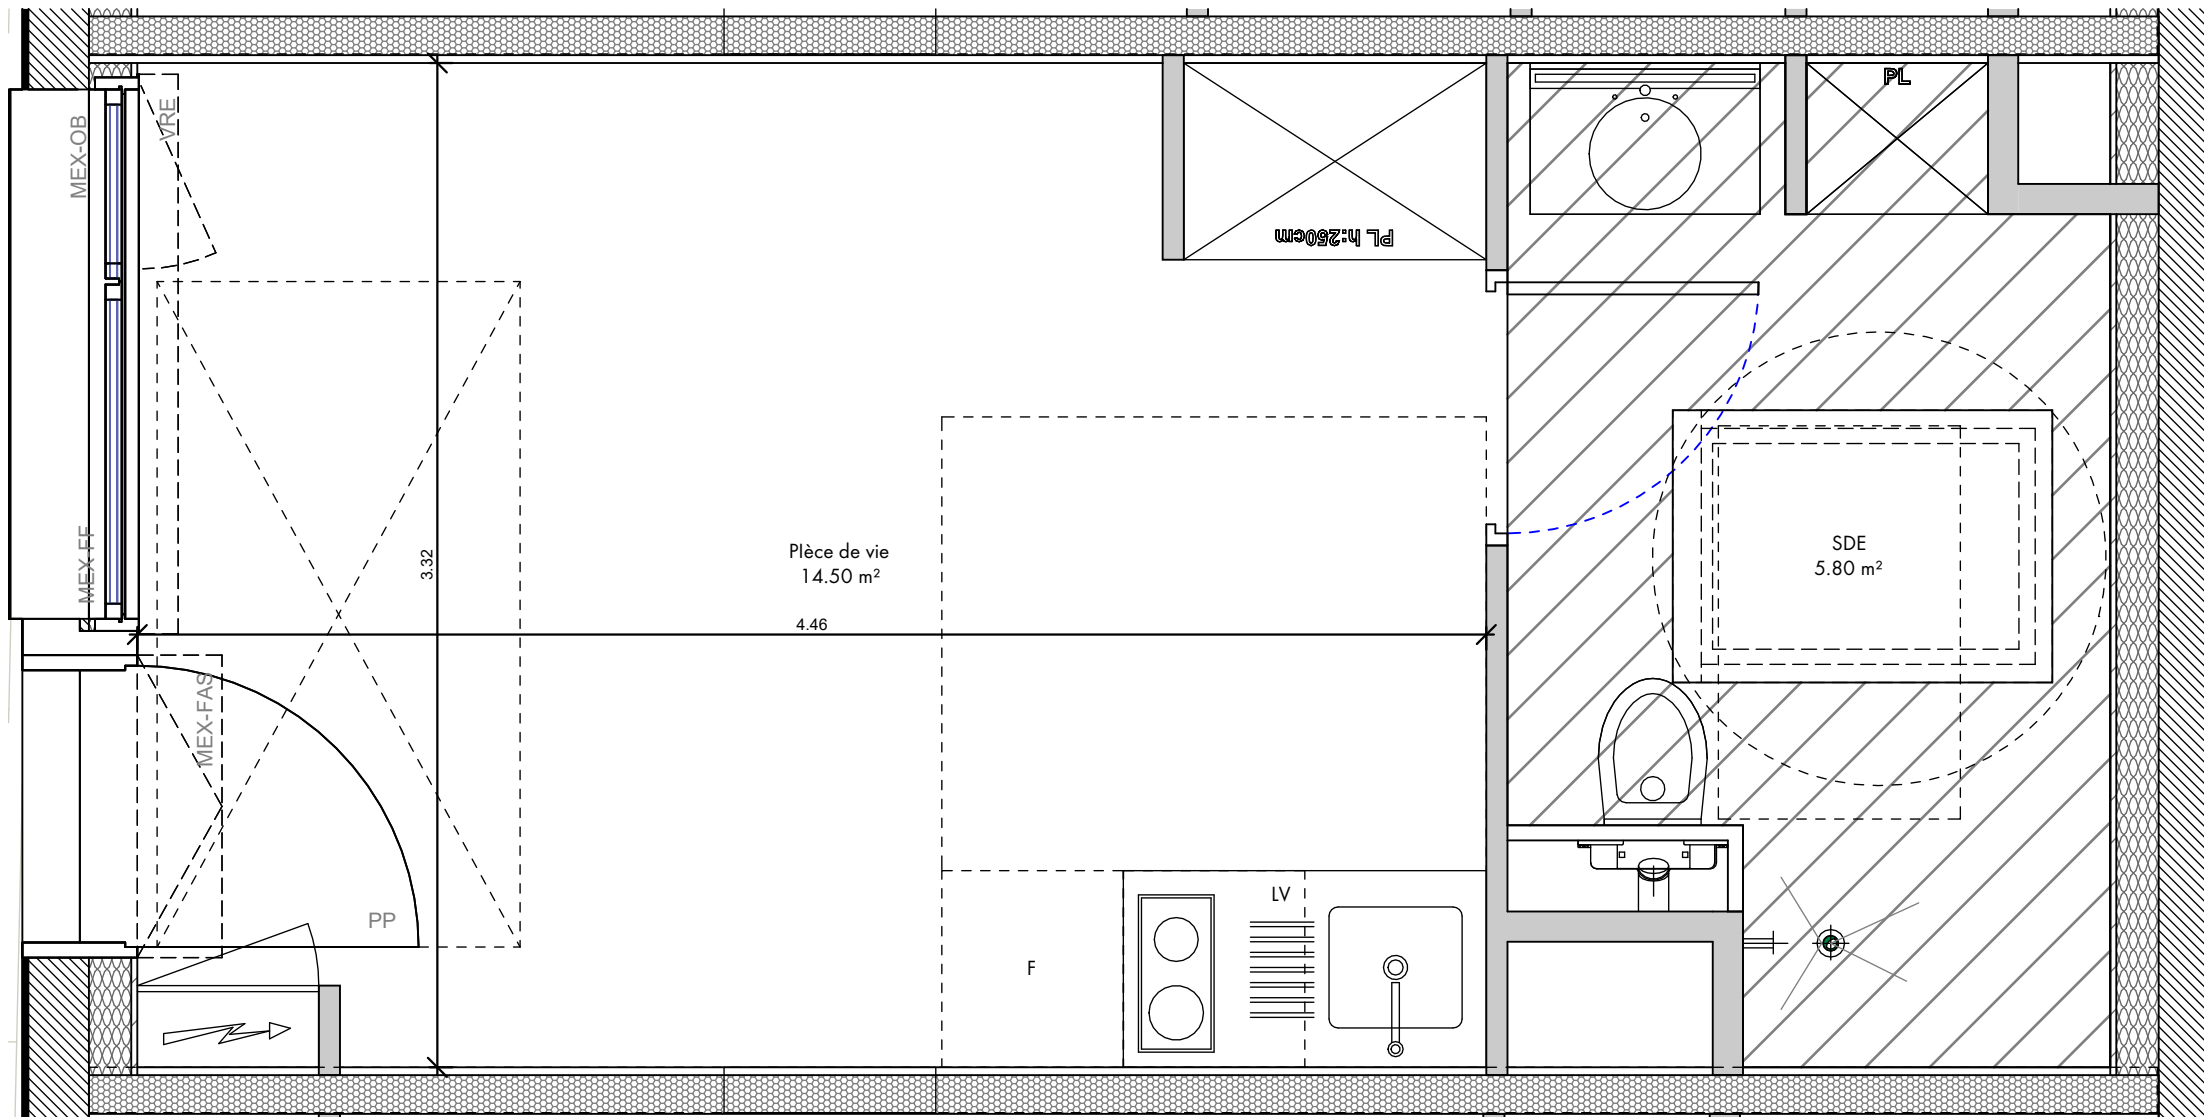 PL
VRE
MEX-OB
PL h:250cm
MEX-FF
3.32
Plèce de vie
14.50 m²
SDE
5.80 m²
4.46
MEX-FAS
PP
LV
F